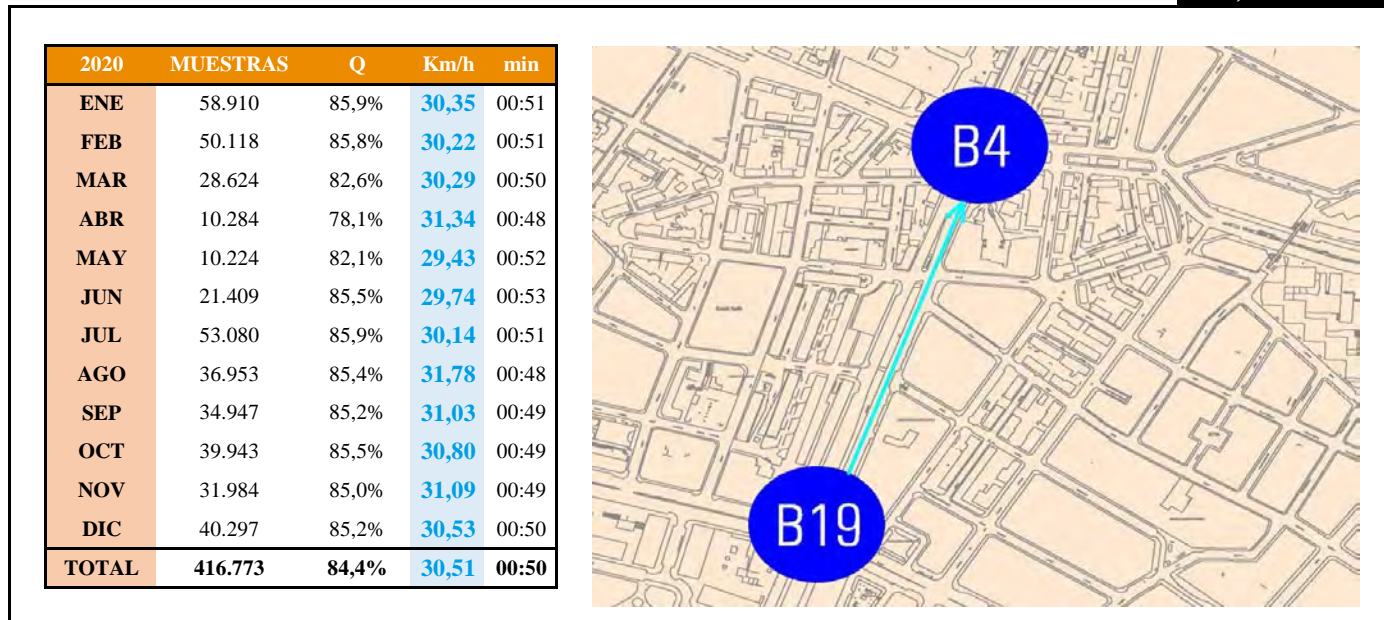 2020 MUESTRAS Q Km/h min
ENE 58.910 85,9% 30,35 00:51
FEB 50.118 85,8% 30,22 00:51
MAR 28.624 82,6% 30,29 00:50
ABR 10.284 78,1% 31,34 00:48
MAY 10.224 82,1% 29,43 00:52
JUN 21.409 85,5% 29,74 00:53
JUL 53.080 85,9% 30,14 00:51
AGO 36.953 85,4% 31,78 00:48
SEP 34.947 85,2% 31,03 00:49
OCT 39.943 85,5% 30,80 00:49
NOV 31.984 85,0% 31,09 00:49
DIC 40.297 85,2% 30,53 00:50
TOTAL 416.773 84,4% 30,51 00:50
B4
B19